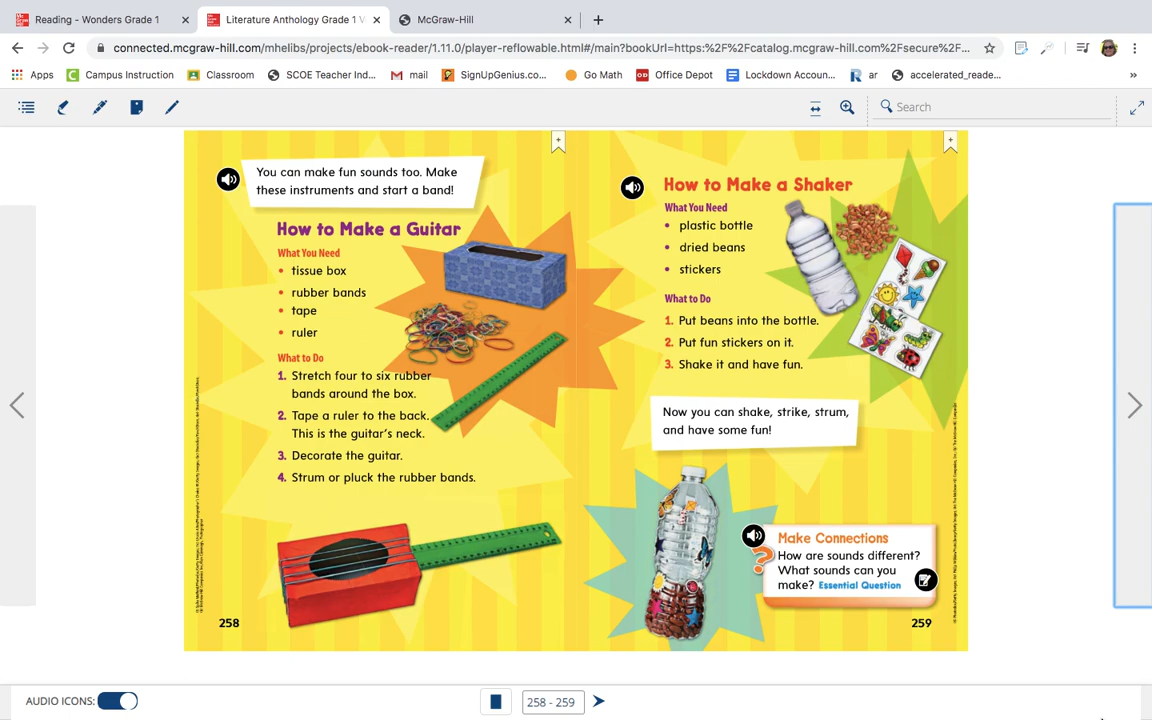 Reading - Wonders Grade 1
Literature Anthology Grade 1 V
McGraw-Hill
connected.mcgraw-hill.com/mhelibs/projects/ebook-reader/1.11.0/player-reflowable.html#/main?bookUrl=https:%2F%2Fcatalog.mcgraw-hill.com%2Fsecure%2F...
Apps
Campus Instruction
Classroom
SCOE Teacher Ind...
mail
SignUpGenius.co...
Go Math
Office Depot
Lockdown Accoun...
ar
accelerated_reade...
Search
You can make fun sounds too. Make
these instruments and start a band!
How to Make a Guitar
What You Need
• tissue box
• rubber bands
• tape
• ruler
What to Do
1. Stretch four to six rubber
bands around the box.
2. Tape a ruler to the back.
This is the guitar's neck.
3. Decorate the guitar.
4. Strum or pluck the rubber bands.
258
How to Make a Shaker
What You Need
• plastic bottle
• dried beans
• stickers
What to Do
1. Put beans into the bottle.
2. Put fun stickers on it.
3. Shake it and have fun.
Now you can shake, strike, strum,
and have some fun!
Make Connections
How are sounds different?
What sounds can you
make? Essential Question
259
AUDIO ICONS:
258 - 259